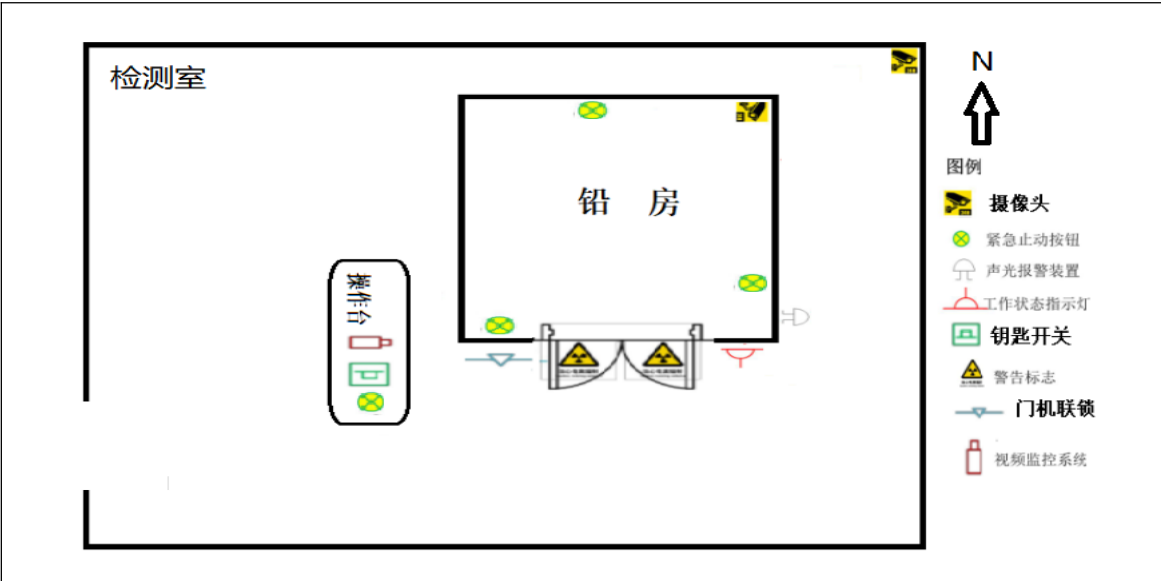 检测室
N
图例
摄像头
铅 房
紧急止动按钮
声光报警装置
操作台
工作状态指示灯
钥匙开关
警告标志
门机联锁
视频监控系统